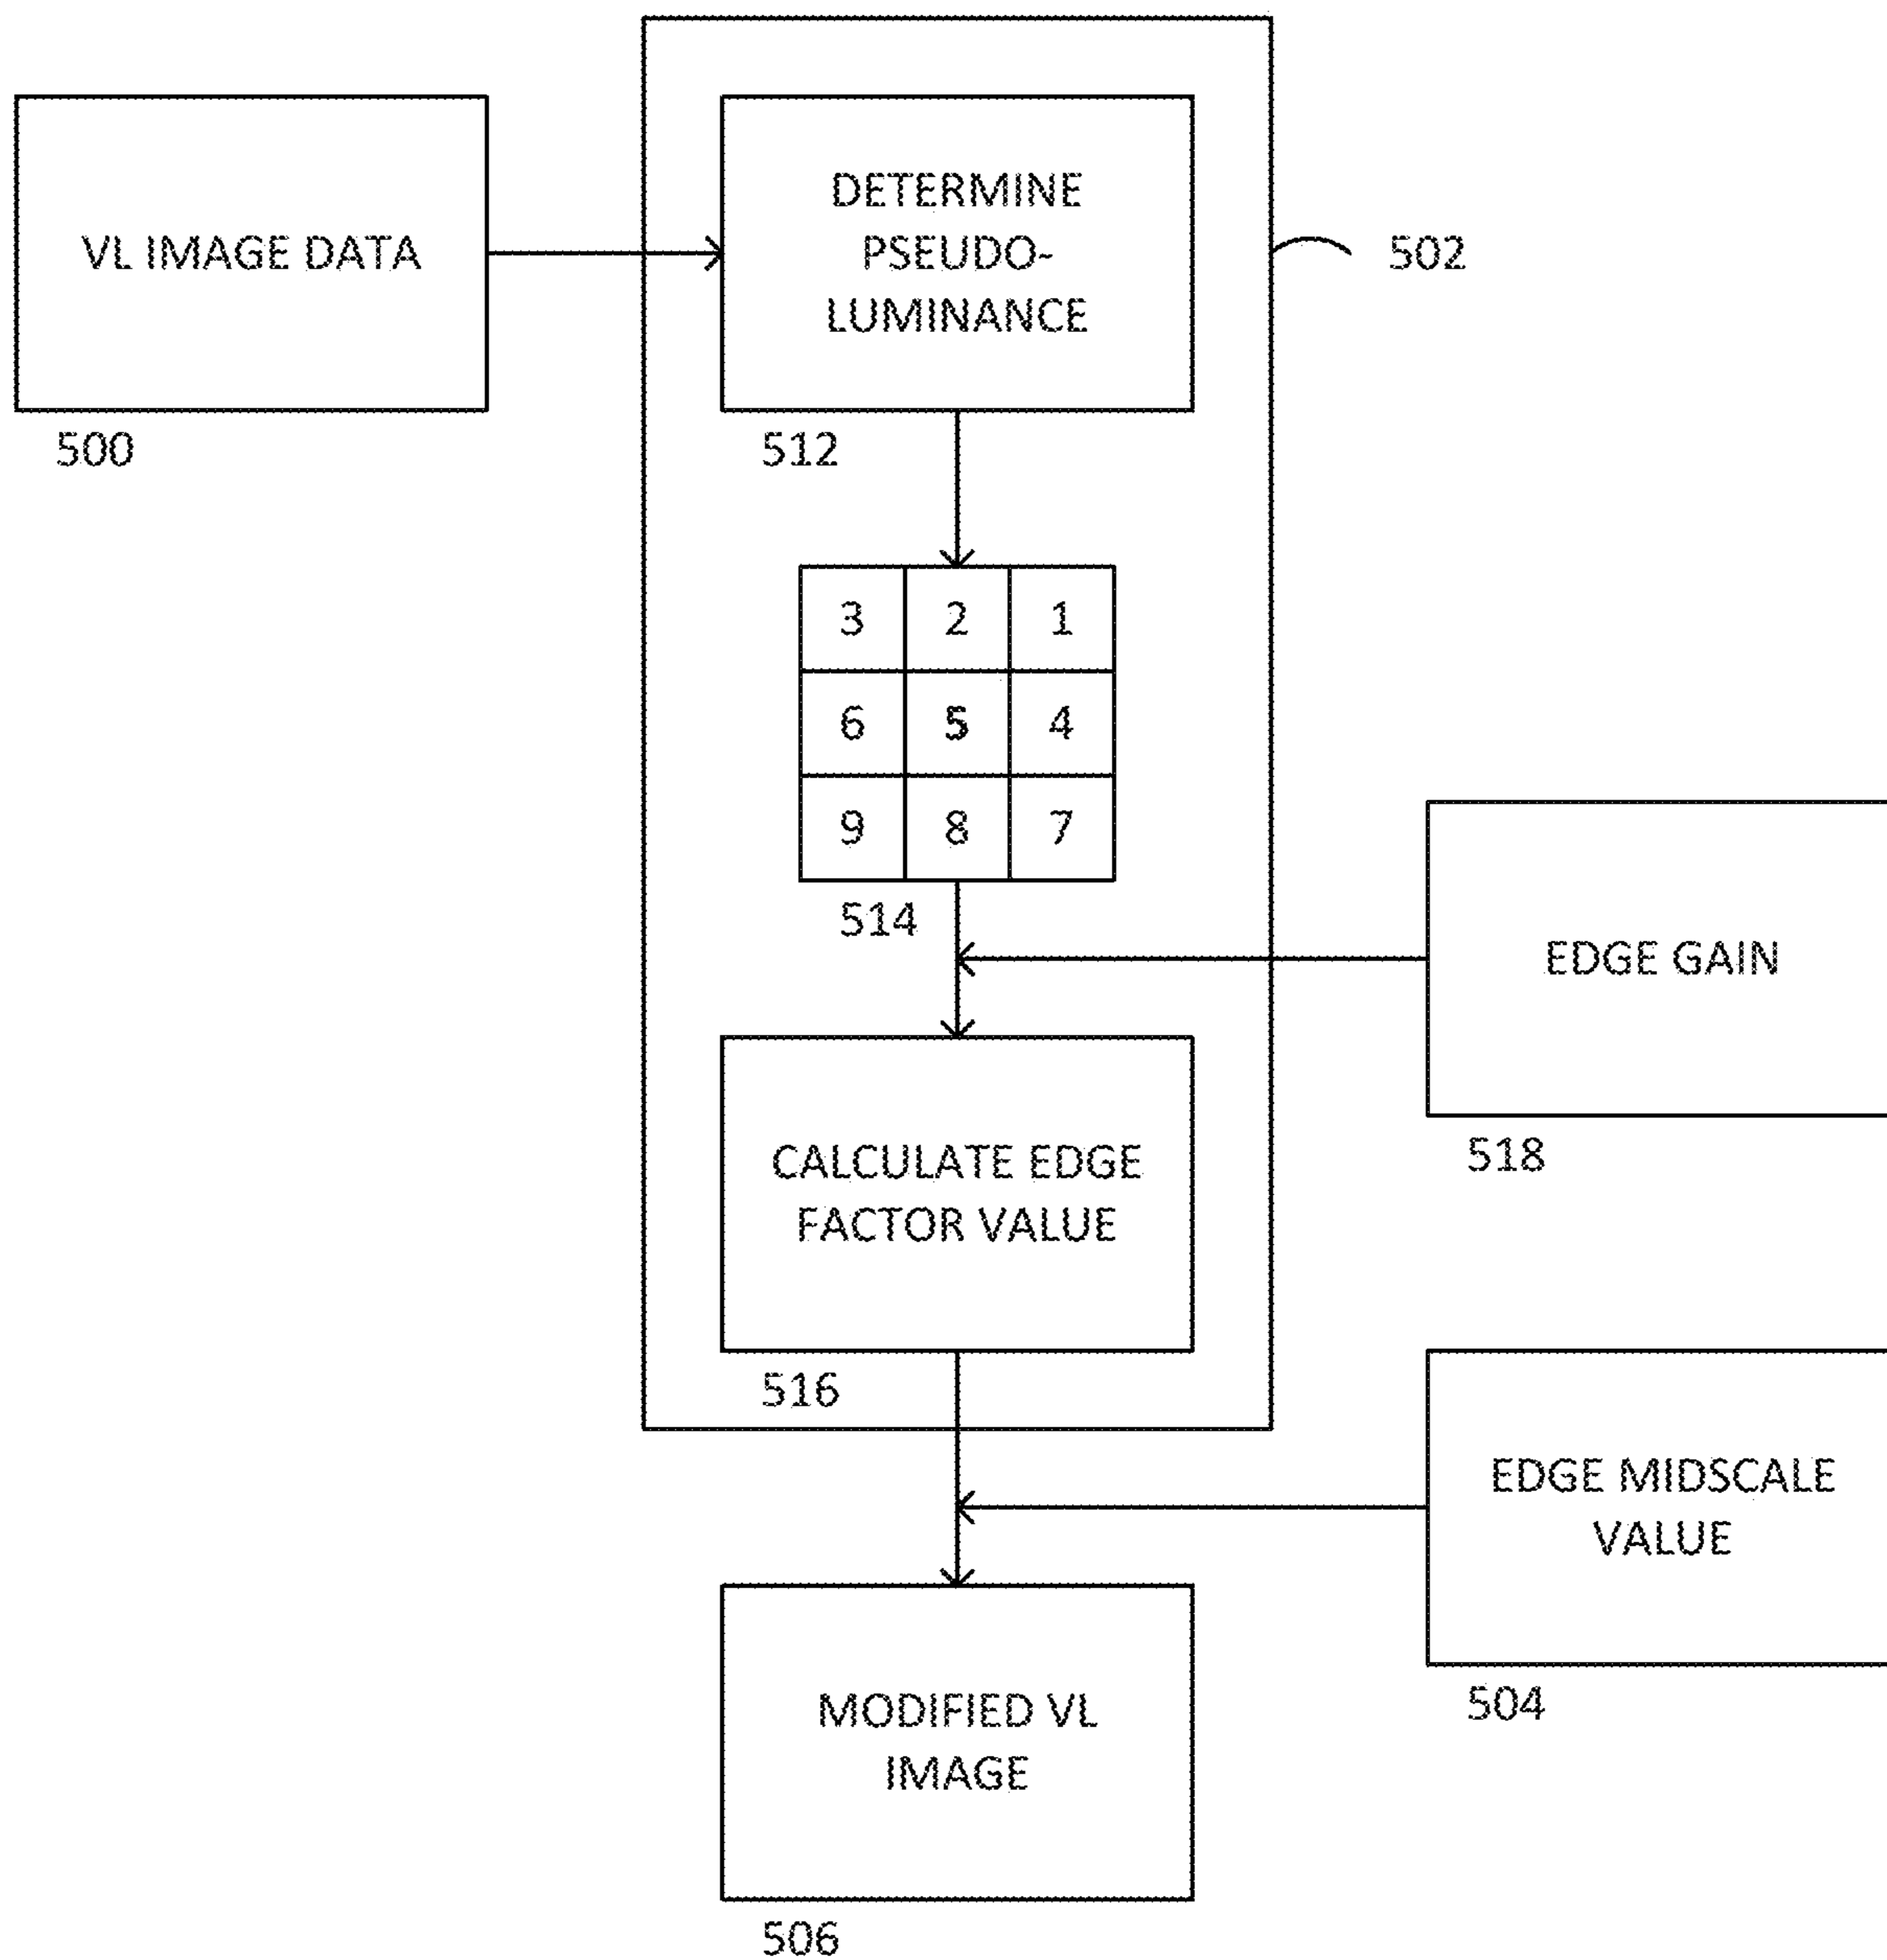 VL IMAGE DATA
500
DETERMINE
PSEUDO-
LUMINANCE
512
502
3 2 1
6 5 4
9 8 7
514
EDGE GAIN
518
CALCULATE EDGE
FACTOR VALUE
516
EDGE MIDSCALE
VALUE
504
MODIFIED VL
IMAGE
506